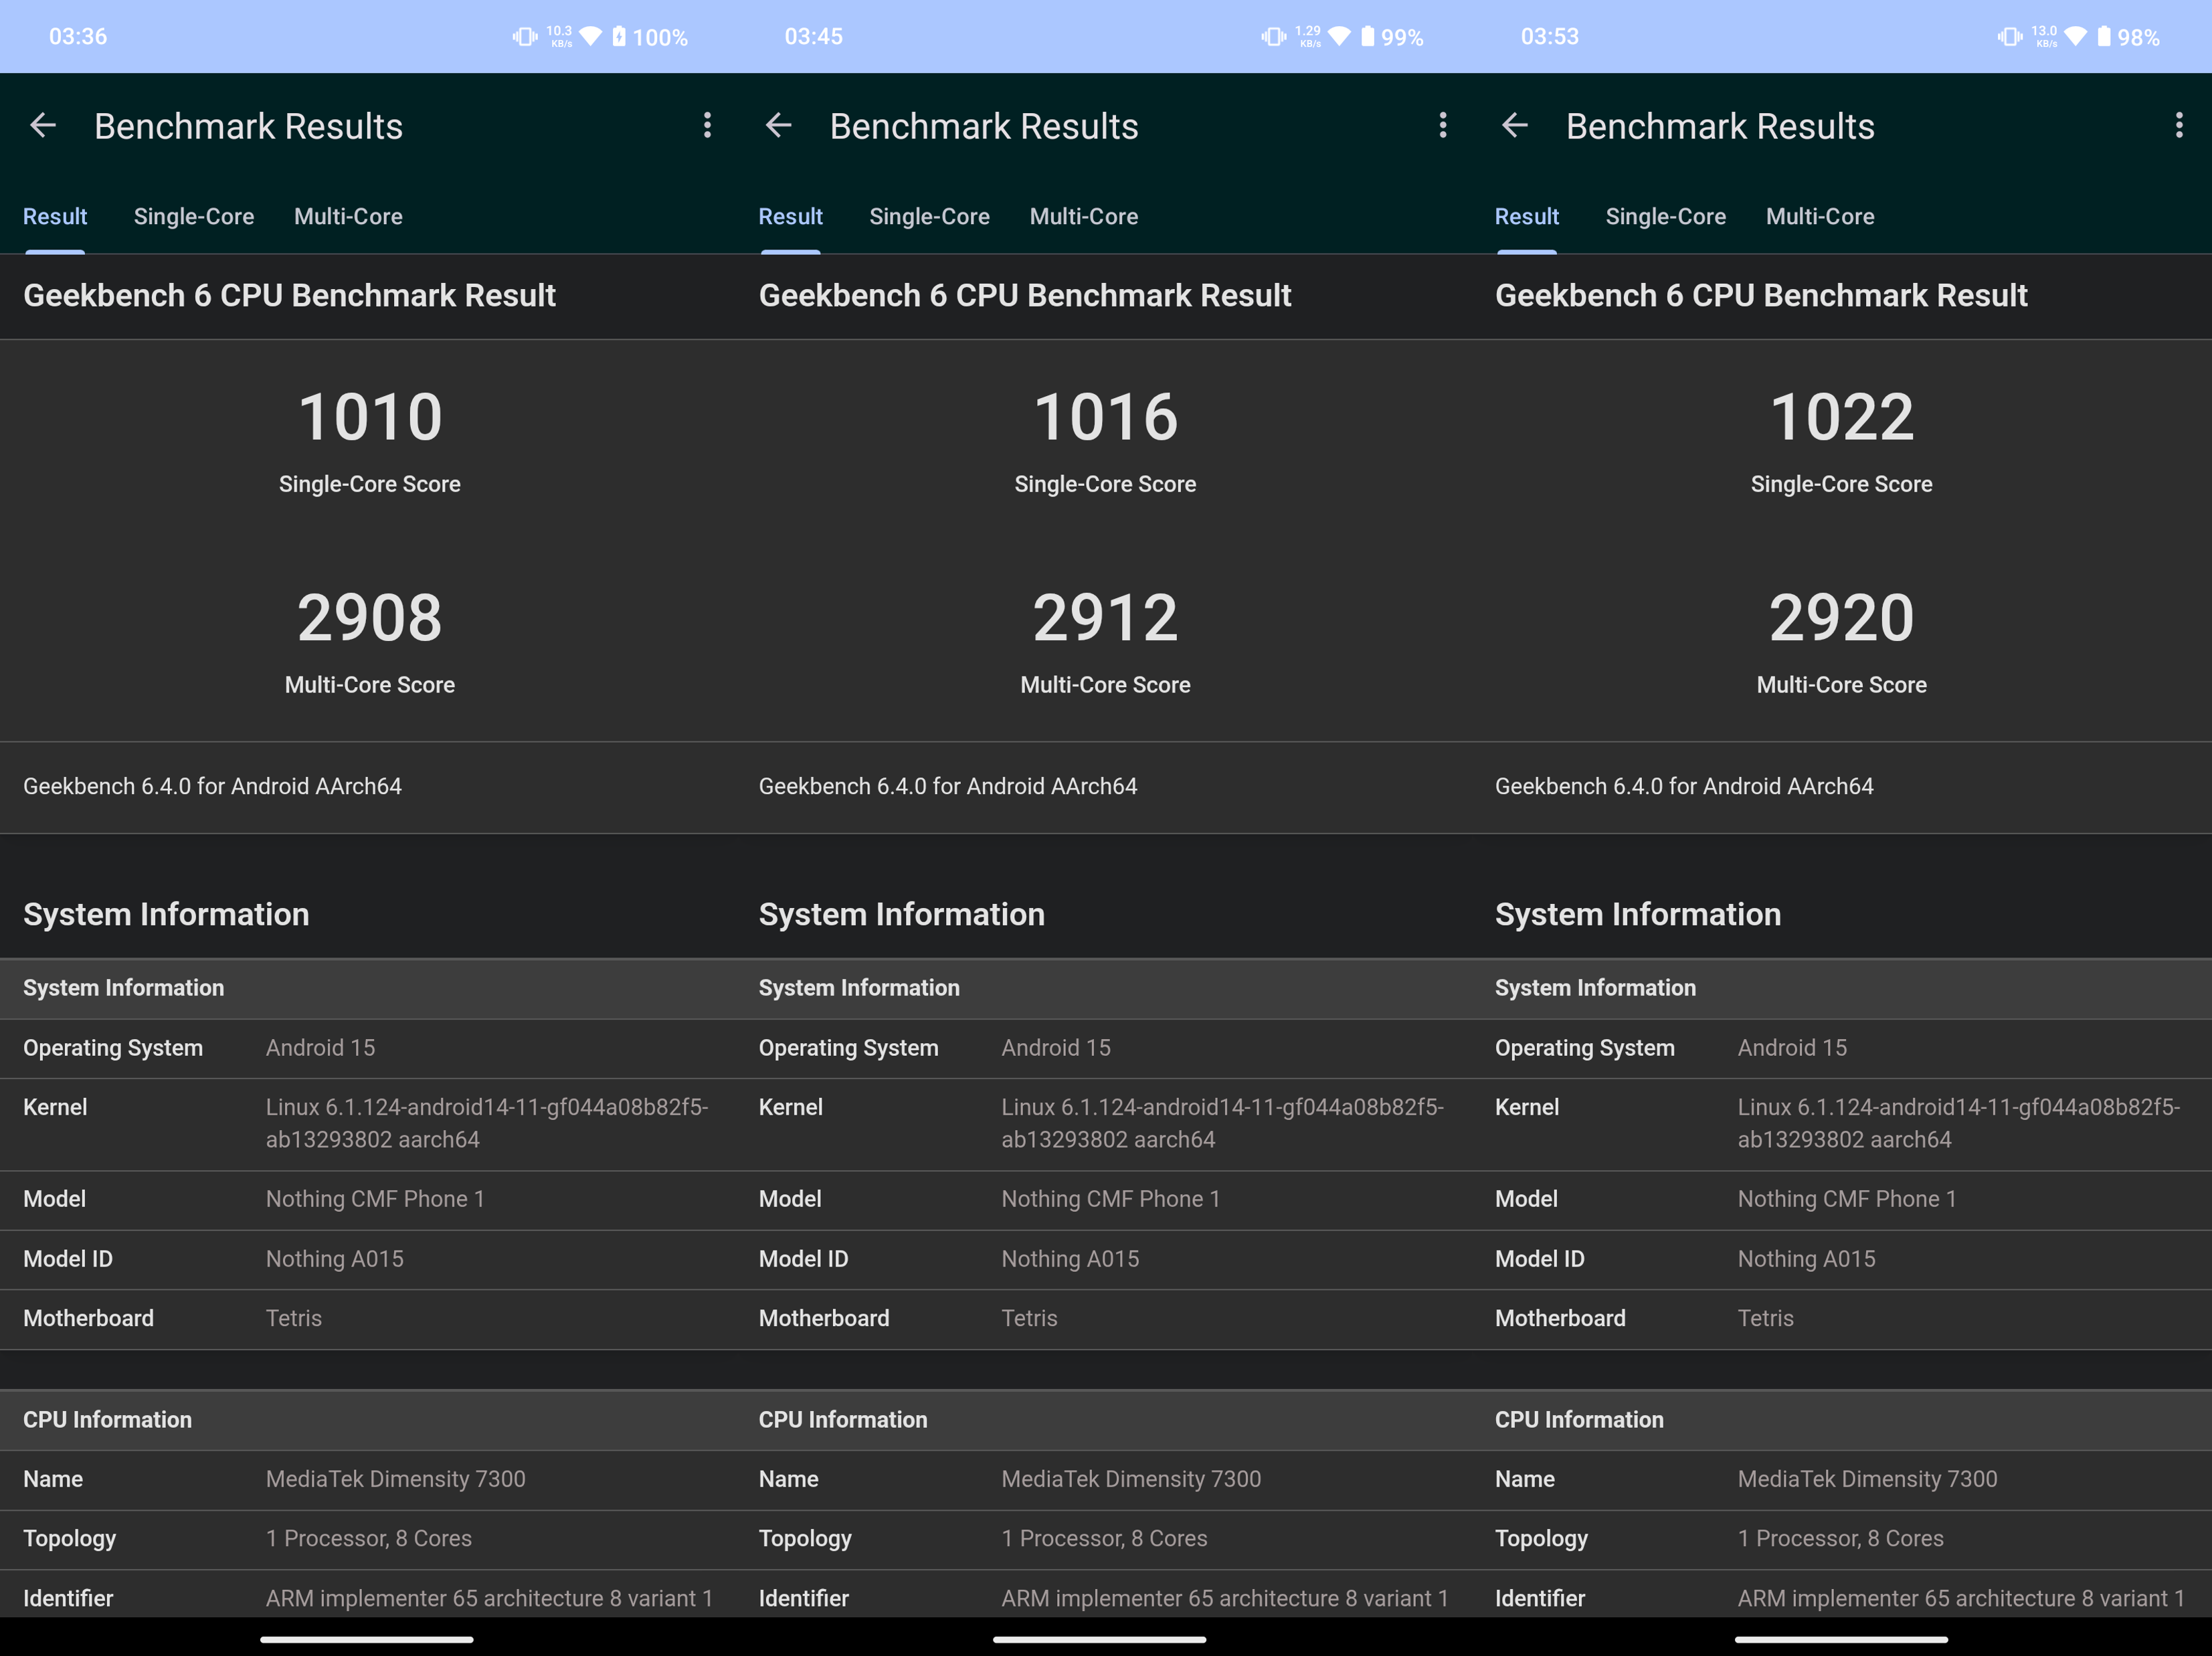 03:36 10.3 KB/s 100%
Benchmark Results
Result Single-Core Multi-Core
Geekbench 6 CPU Benchmark Result
1010
Single-Core Score
2908
Multi-Core Score
Geekbench 6.4.0 for Android AArch64
System Information
System Information
Operating System Android 15
Kernel Linux 6.1.124-android14-11-gf044a08b82f5-
ab13293802 aarch64
Model Nothing CMF Phone 1
Model ID Nothing A015
Motherboard Tetris
CPU Information
Name MediaTek Dimensity 7300
Topology 1 Processor, 8 Cores
Identifier ARM implementer 65 architecture 8 variant 1
03:45 1.29 KB/s 99%
Benchmark Results
Result Single-Core Multi-Core
Geekbench 6 CPU Benchmark Result
1016
Single-Core Score
2912
Multi-Core Score
Geekbench 6.4.0 for Android AArch64
System Information
System Information
Operating System Android 15
Kernel Linux 6.1.124-android14-11-gf044a08b82f5-
ab13293802 aarch64
Model Nothing CMF Phone 1
Model ID Nothing A015
Motherboard Tetris
CPU Information
Name MediaTek Dimensity 7300
Topology 1 Processor, 8 Cores
Identifier ARM implementer 65 architecture 8 variant 1
03:53 13.0 KB/s 98%
Benchmark Results
Result Single-Core Multi-Core
Geekbench 6 CPU Benchmark Result
1022
Single-Core Score
2920
Multi-Core Score
Geekbench 6.4.0 for Android AArch64
System Information
System Information
Operating System Android 15
Kernel Linux 6.1.124-android14-11-gf044a08b82f5-
ab13293802 aarch64
Model Nothing CMF Phone 1
Model ID Nothing A015
Motherboard Tetris
CPU Information
Name MediaTek Dimensity 7300
Topology 1 Processor, 8 Cores
Identifier ARM implementer 65 architecture 8 variant 1